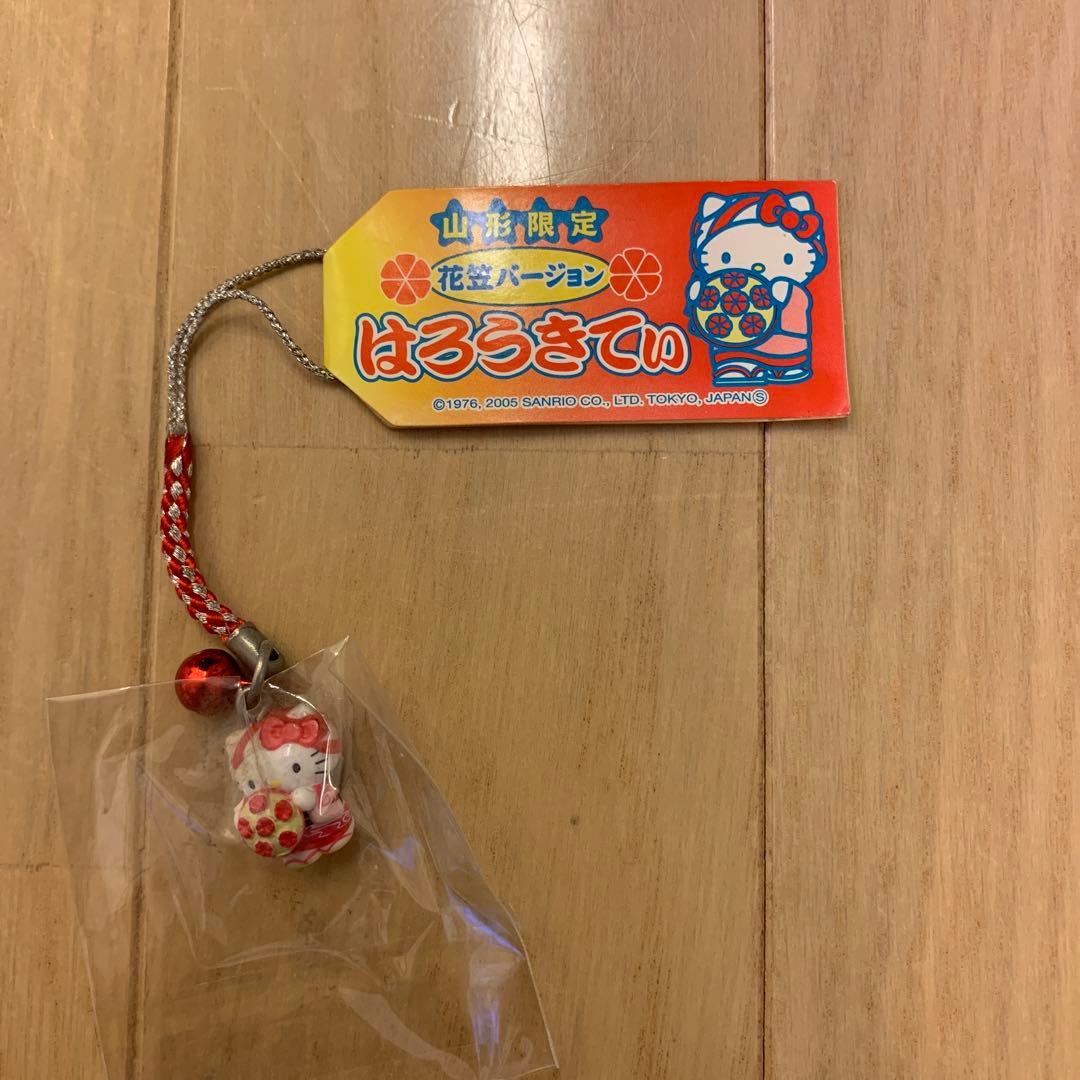 山形限定
花笠バージョン
はろうきてぃ
©1976, 2005 SANRIO CO., LTD. TOKYO, JAPANⓈ